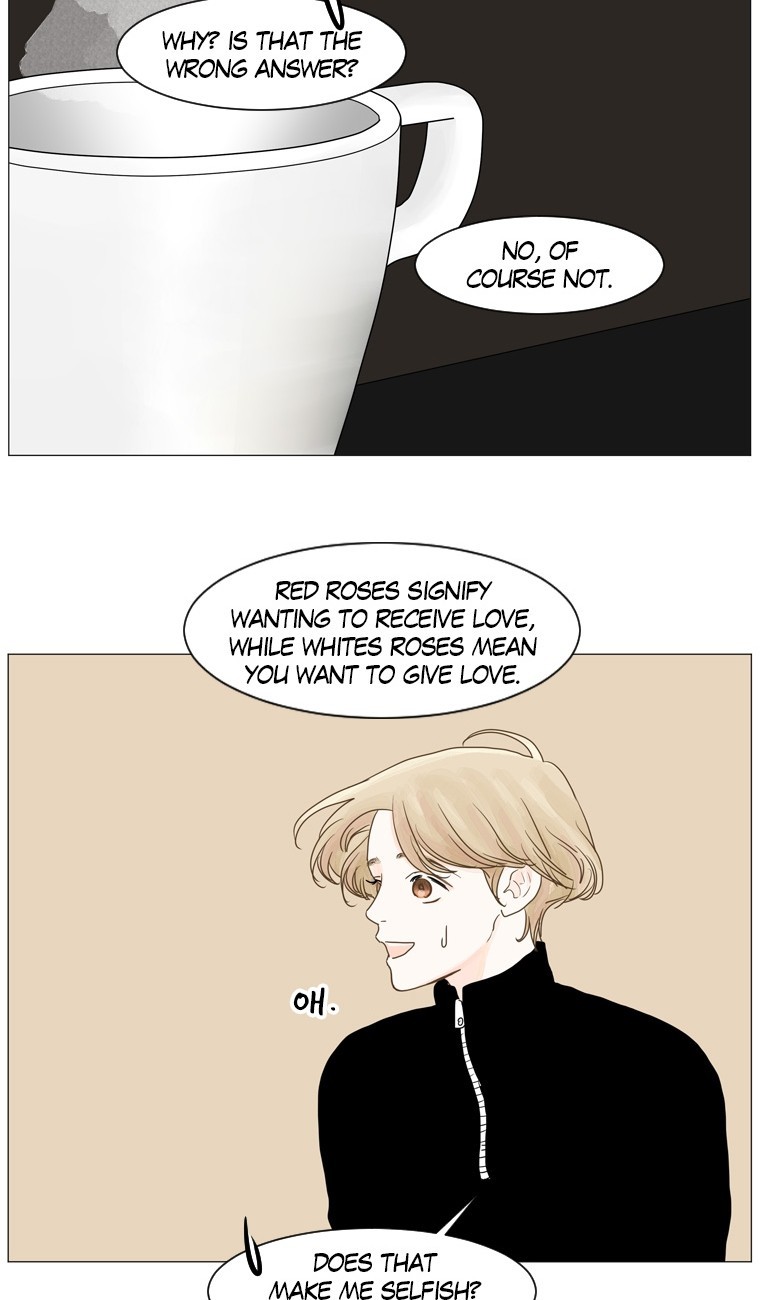 WHY? IS THAT THE
WRONG ANSWER?
NO, OF
COURSE NOT.
RED ROSES SIGNIFY
WANTING TO RECEIVE LOVE,
WHILE WHITES ROSES MEAN
YOU WANT TO GIVE LOVE.
OH.
DOES THAT
MAKE ME SELFISH?